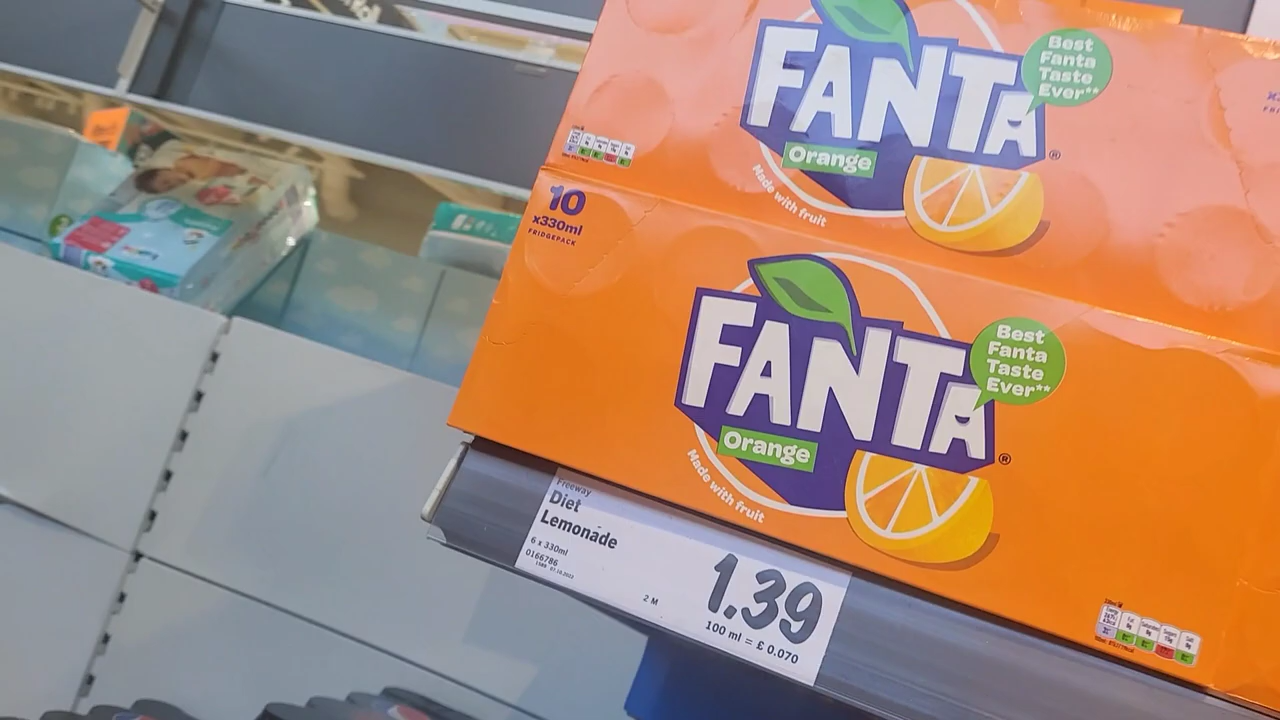 FANTA
Orange
Made with fruit
Best
Fanta
Taste
Ever**
®
10
x330ml
FRIDGEPACK
FANTA
Orange
Made with fruit
Best
Fanta
Taste
Ever**
®
Freeway
Diet
Lemonade
6 x 330ml
0166786
2 M
1.39
100 ml = £ 0.070